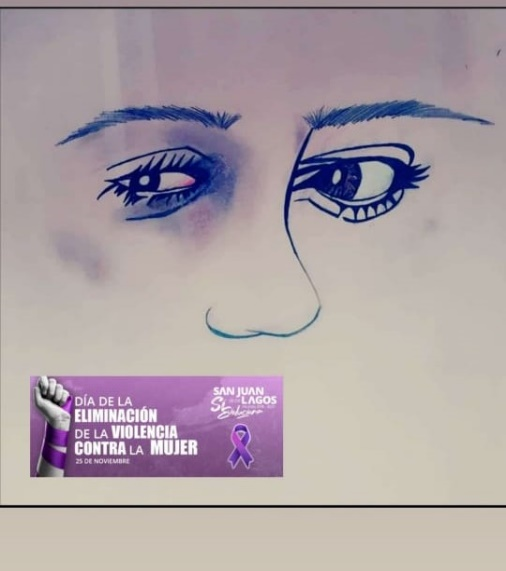 DÍA DE LA
ELIMINACIÓN
DE LA VIOLENCIA
CONTRA LA MUJER
25 DE NOVIEMBRE
SAN JUAN
LAGOS